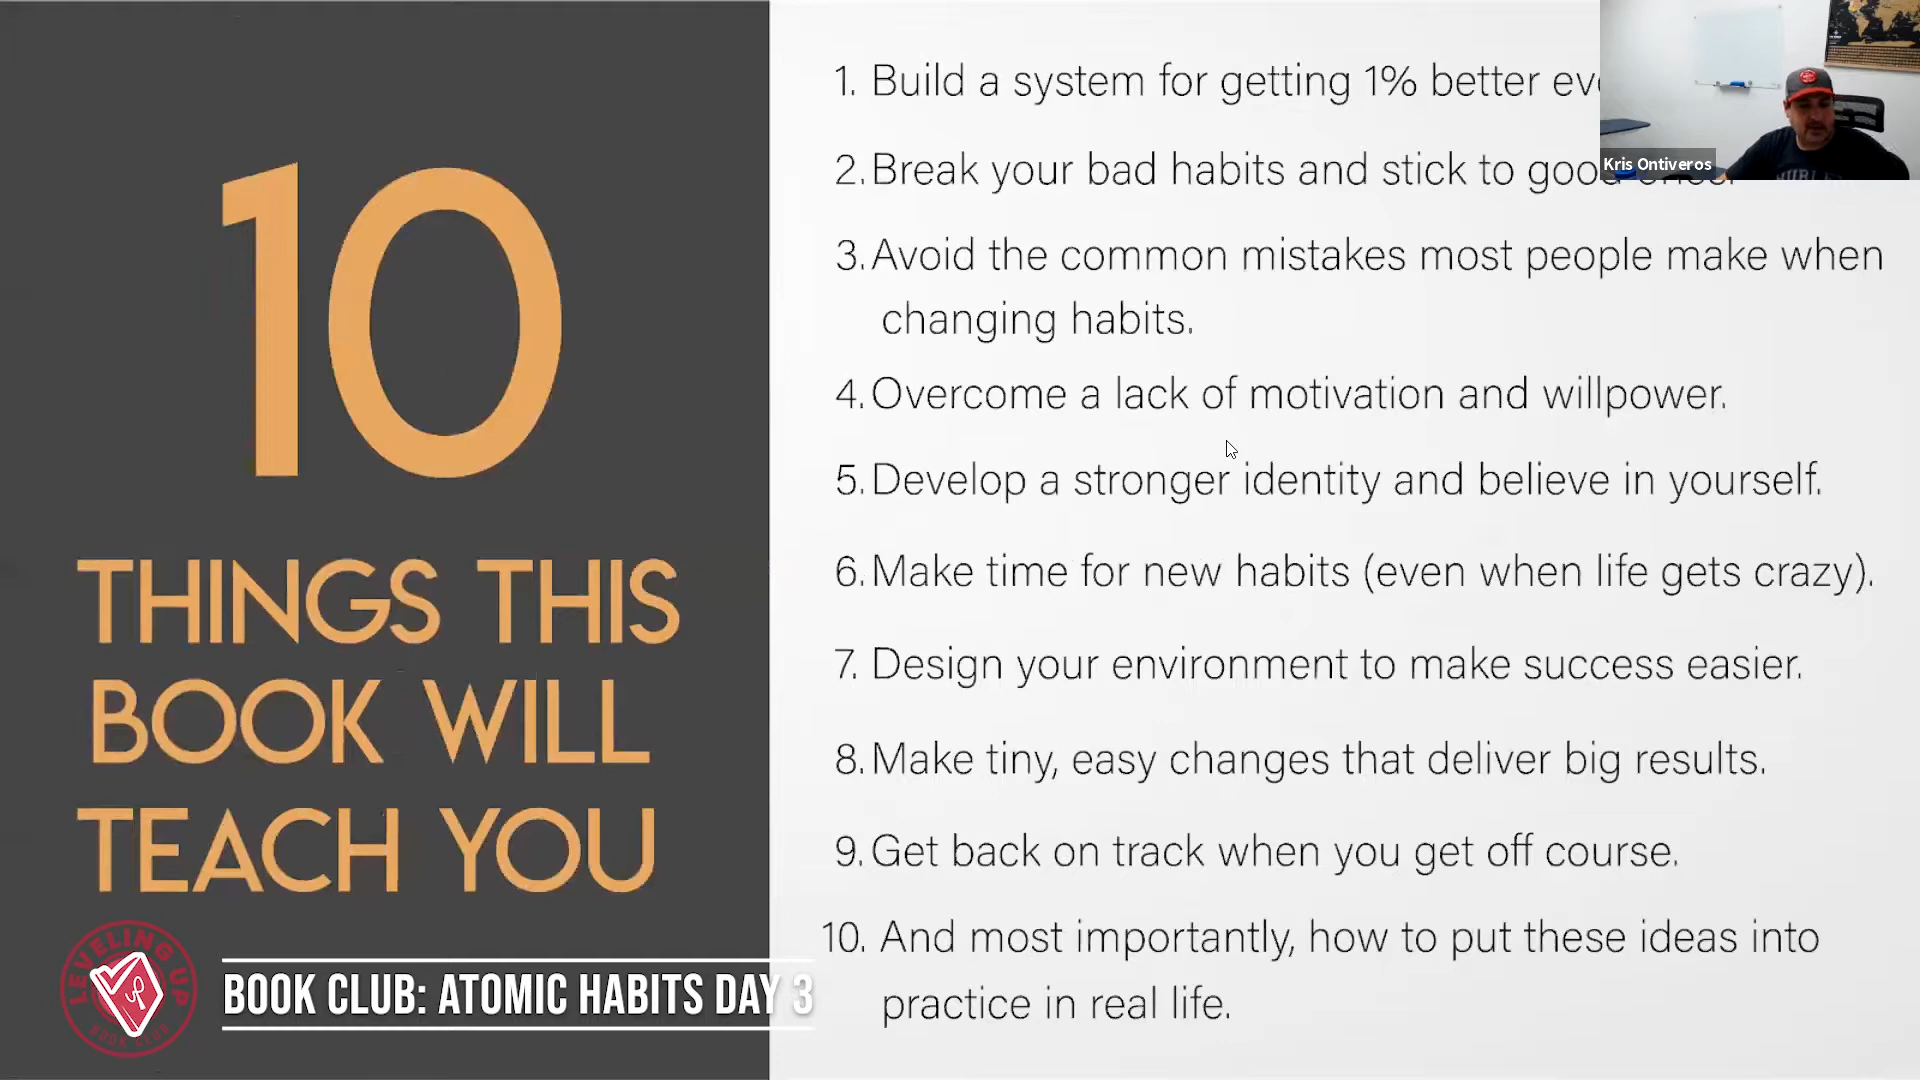 10
THINGS THIS
BOOK WILL
TEACH YOU
1. Build a system for getting 1% better
2. Break your bad habits and stick to good
3. Avoid the common mistakes most people make when
changing habits.
4. Overcome a lack of motivation and willpower.
5. Develop a stronger identity and believe in yourself.
6. Make time for new habits (even when life gets crazy).
7. Design your environment to make success easier.
8. Make tiny, easy changes that deliver big results.
9. Get back on track when you get off course.
10. And most importantly, how to put these ideas into
practice in real life.
Kris Ontiveros
LEVELING UP
BOOK CLUB
BOOK CLUB: ATOMIC HABITS DAY 3